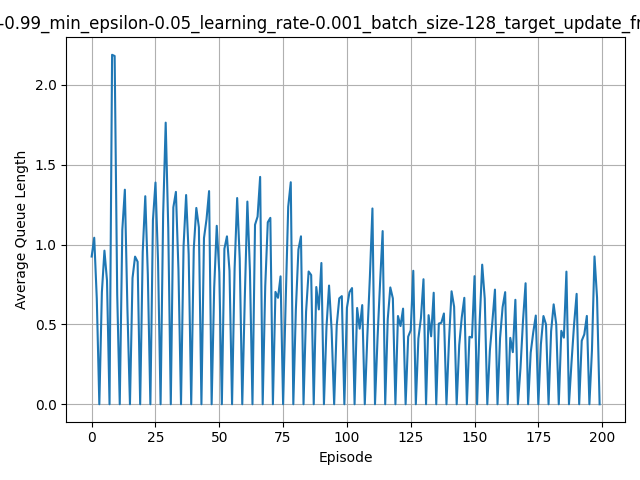 -0.99_min_epsilon-0.05_learning_rate-0.001_batch_size-128_target_update_fr
2.0
1.5
1.0
0.5
0.0
Average Queue Length
0 25 50 75 100 125 150 175 200
Episode